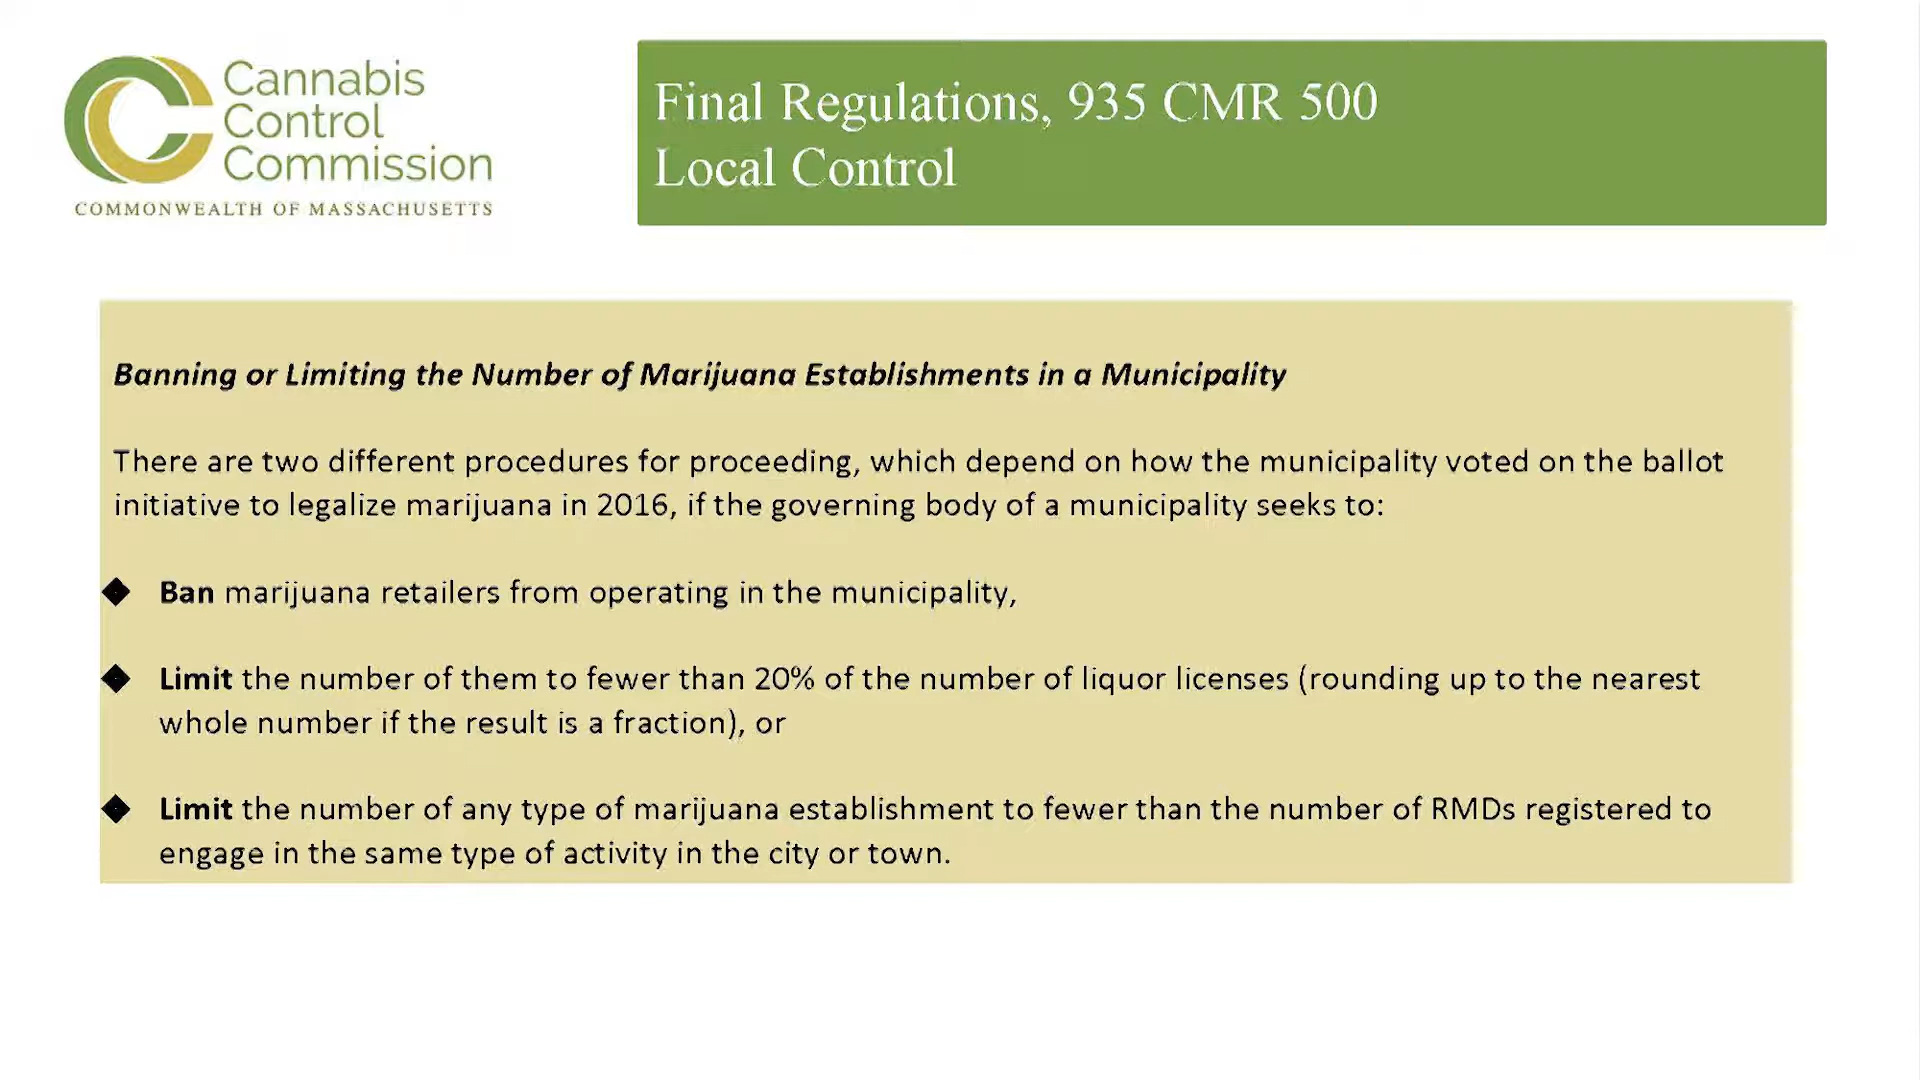 Cannabis
Control
Commission
COMMONWEALTH OF MASSACHUSETTS
Final Regulations, 935 CMR 500
Local Control
Banning or Limiting the Number of Marijuana Establishments in a Municipality
There are two different procedures for proceeding, which depend on how the municipality voted on the ballot
initiative to legalize marijuana in 2016, if the governing body of a municipality seeks to:
◆ Ban marijuana retailers from operating in the municipality,
◆ Limit the number of them to fewer than 20% of the number of liquor licenses (rounding up to the nearest
whole number if the result is a fraction), or
◆ Limit the number of any type of marijuana establishment to fewer than the number of RMDs registered to
engage in the same type of activity in the city or town.